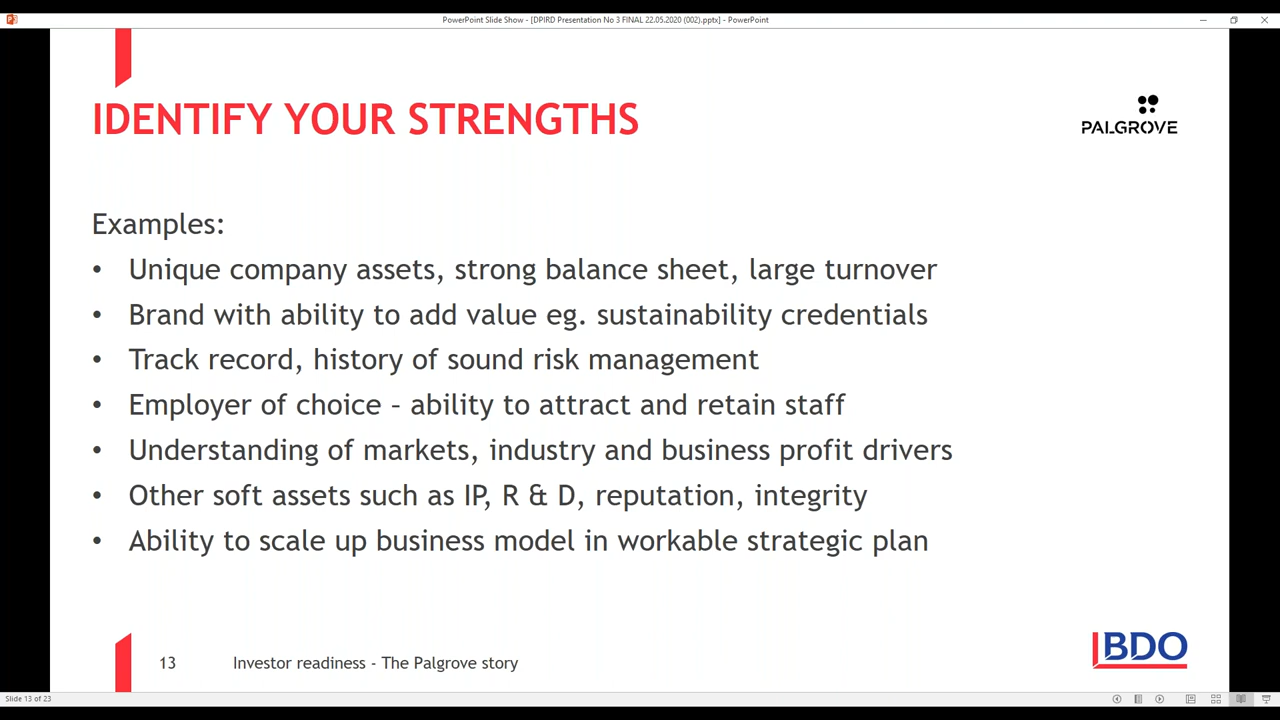 PowerPoint Slide Show - [DPIRD Presentation No 3 FINAL 22.05.2020 (002).pptx] - PowerPoint
IDENTIFY YOUR STRENGTHS
PALGROVE
Examples:
• Unique company assets, strong balance sheet, large turnover
• Brand with ability to add value eg. sustainability credentials
• Track record, history of sound risk management
• Employer of choice – ability to attract and retain staff
• Understanding of markets, industry and business profit drivers
• Other soft assets such as IP, R & D, reputation, integrity
• Ability to scale up business model in workable strategic plan
13 Investor readiness - The Palgrove story
BDO
Slide 13 of 23